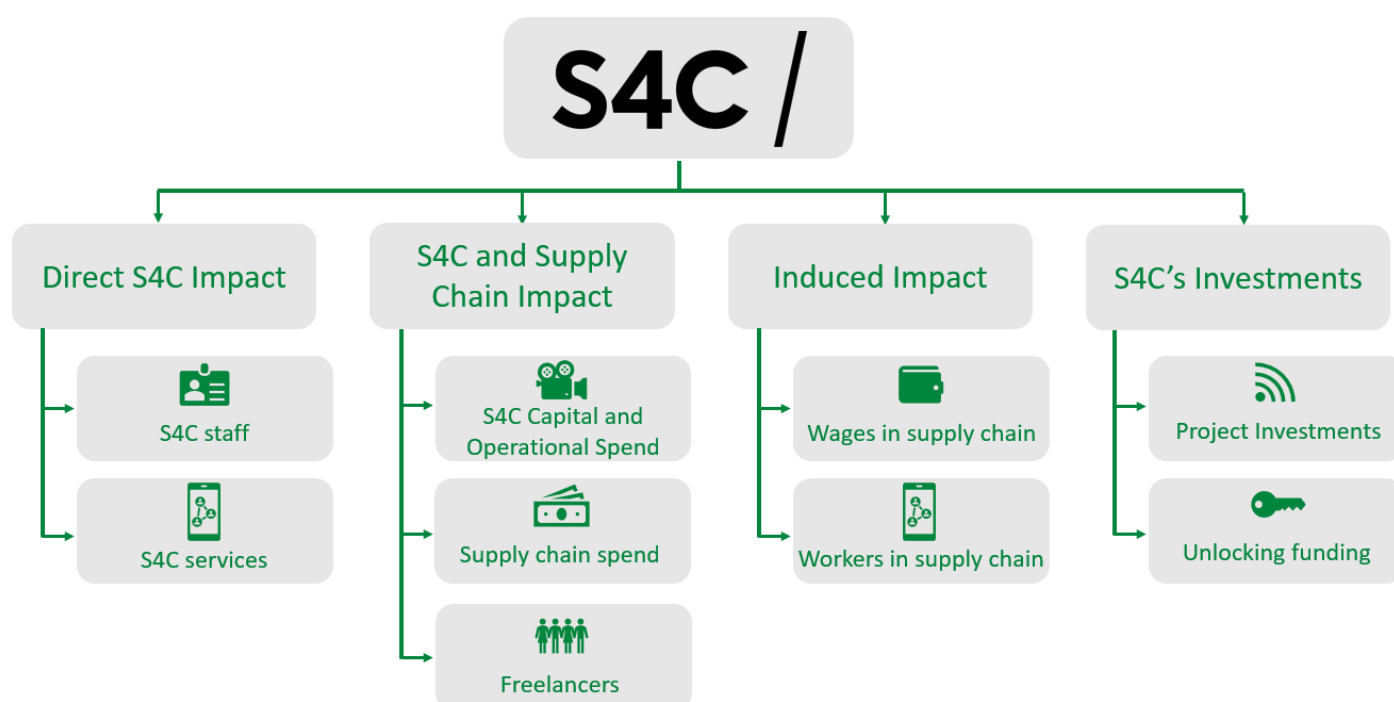 S4C /
Direct S4C Impact
S4C staff
S4C services
S4C and Supply
Chain Impact
S4C Capital and
Operational Spend
Supply chain spend
Freelancers
Induced Impact
Wages in supply chain
Workers in supply chain
S4C’s Investments
Project Investments
Unlocking funding